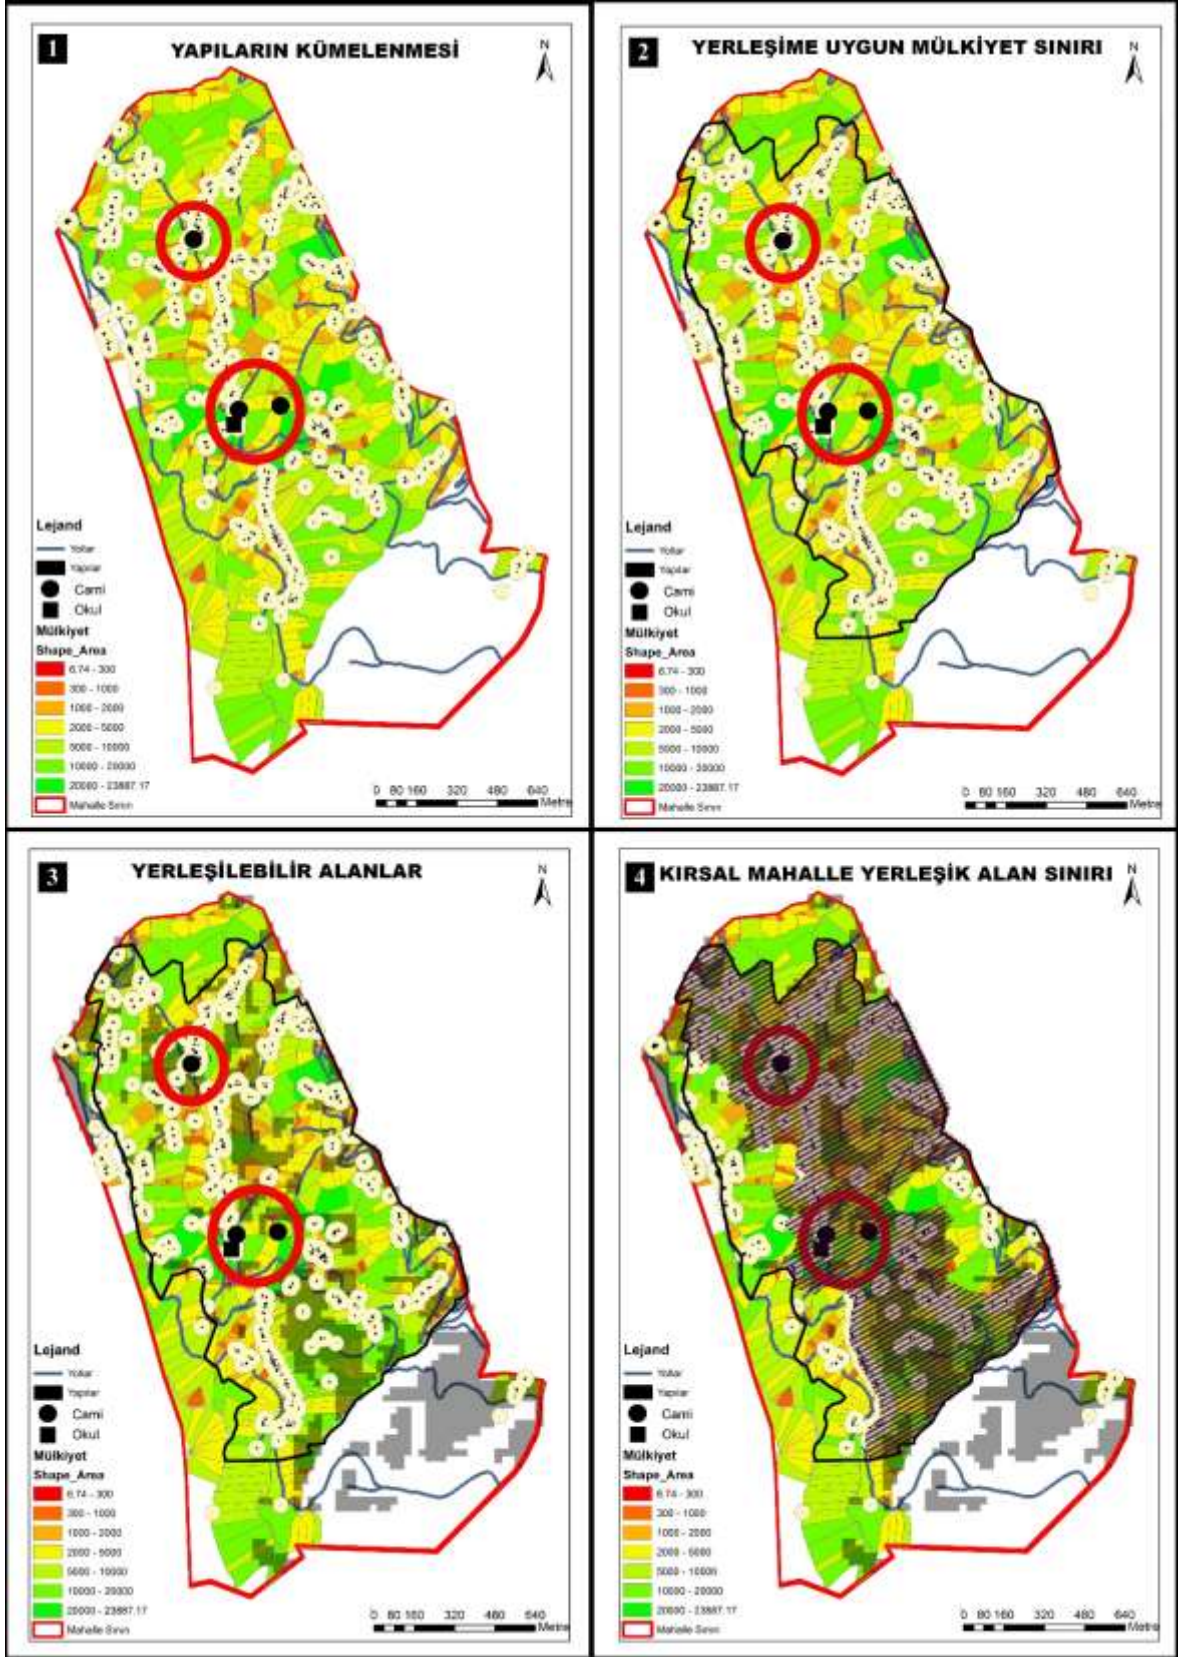 1 YAPILARIN KÜMELENMESİ N
Lejand
Yollar
Yapılar
Cami
Okul
Mülkiyet
Shape_Area
6,74 - 300
300 - 1000
1000 - 2000
2000 - 5000
5000 - 10000
10000 - 20000
20000 - 23887.17
Mahalle Sınırı
0 80 160 320 480 640
Metre
2 YERLEŞİME UYGUN MÜLKİYET SINIRI N
Lejand
Yollar
Yapılar
Cami
Okul
Mülkiyet
Shape_Area
6,74 - 300
300 - 1000
1000 - 2000
2000 - 5000
5000 - 10000
10000 - 20000
20000 - 23887.17
Mahalle Sınırı
0 80 160 320 480 640
Metre
3 YERLEŞİLEBİLİR ALANLAR N
Lejand
Yollar
Yapılar
Cami
Okul
Mülkiyet
Shape_Area
6,74 - 300
300 - 1000
1000 - 2000
2000 - 5000
5000 - 10000
10000 - 20000
20000 - 23887.17
Mahalle Sınırı
0 80 160 320 480 640
Metre
4 KIRSAL MAHALLE YERLEŞİK ALAN SINIRI N
Lejand
Yollar
Yapılar
Cami
Okul
Mülkiyet
Shape_Area
6,74 - 300
300 - 1000
1000 - 2000
2000 - 5000
5000 - 10000
10000 - 20000
20000 - 23887.17
Mahalle Sınırı
0 80 160 320 480 640
Metre